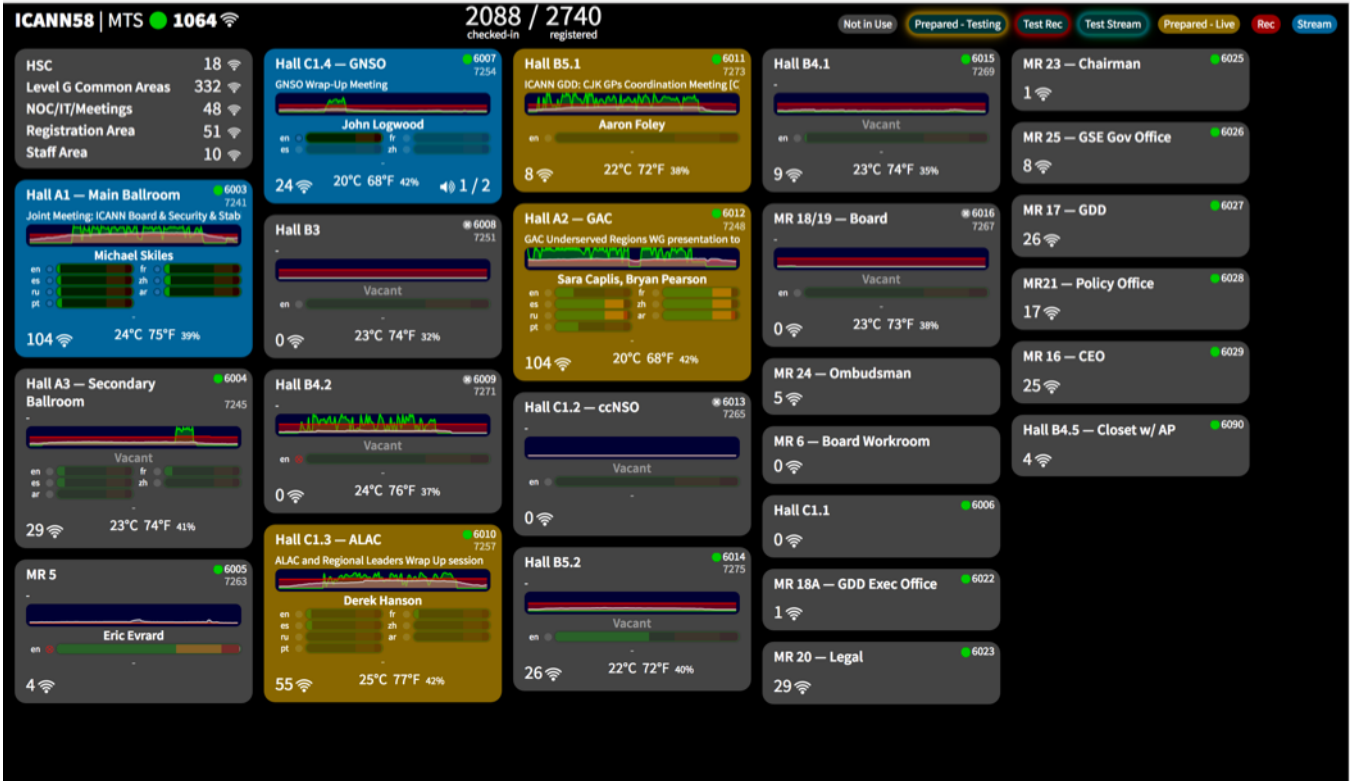 ICANN58 | MTS 1064
2088 / 2740
checked-in registered
Not in Use Prepared - Testing Test Rec Test Stream Prepared - Live Rec Stream
HSC 18
Level G Common Areas 332
NOC/IT/Meetings 48
Registration Area 51
Staff Area 10
Hall A1 — Main Ballroom 6003
7241
Joint Meeting: ICANN Board & Security & Stab
Michael Skiles
en fr
es zh
ru ar
pt
-
104 24°C 75°F 39%
Hall A3 — Secondary Ballroom 6004
7245
-
Vacant
en fr
es zh
ar
-
29 23°C 74°F 41%
MR 5 6005
7263
-
Eric Evrard
en
-
4
Hall C1.4 — GNSO 6007
7254
GNSO Wrap-Up Meeting
John Logwood
en fr
es zh
-
24 20°C 68°F 42% 1 / 2
Hall B3 6008
7251
-
Vacant
en
-
0 23°C 74°F 32%
Hall B4.2 6009
7271
-
Vacant
en
-
0 24°C 76°F 37%
Hall C1.3 — ALAC 6010
7257
ALAC and Regional Leaders Wrap Up session
Derek Hanson
en fr
es zh
ru ar
pt
-
55 25°C 77°F 42%
Hall B5.1 6011
7273
ICANN GDD: CJK GPs Coordination Meeting [C
Aaron Foley
en
-
8 22°C 72°F 38%
Hall A2 — GAC 6012
7248
GAC Underserved Regions WG presentation to
Sara Caplis, Bryan Pearson
en fr
es zh
ru ar
pt
-
104 20°C 68°F 42%
Hall C1.2 — ccNSO 6013
7265
-
Vacant
en
-
0
Hall B5.2 6014
7275
-
Vacant
en
-
26 22°C 72°F 40%
Hall B4.1 6015
7269
-
Vacant
en
-
9 23°C 74°F 35%
MR 18/19 — Board 6016
7267
-
Vacant
en
-
0 23°C 73°F 38%
MR 24 — Ombudsman
5
MR 6 — Board Workroom
0
Hall C1.1 6006
0
MR 18A — GDD Exec Office 6022
1
MR 20 — Legal 6023
29
MR 23 — Chairman 6025
1
MR 25 — GSE Gov Office 6026
8
MR 17 — GDD 6027
26
MR21 — Policy Office 6028
17
MR 16 — CEO 6029
25
Hall B4.5 — Closet w/ AP 6090
4